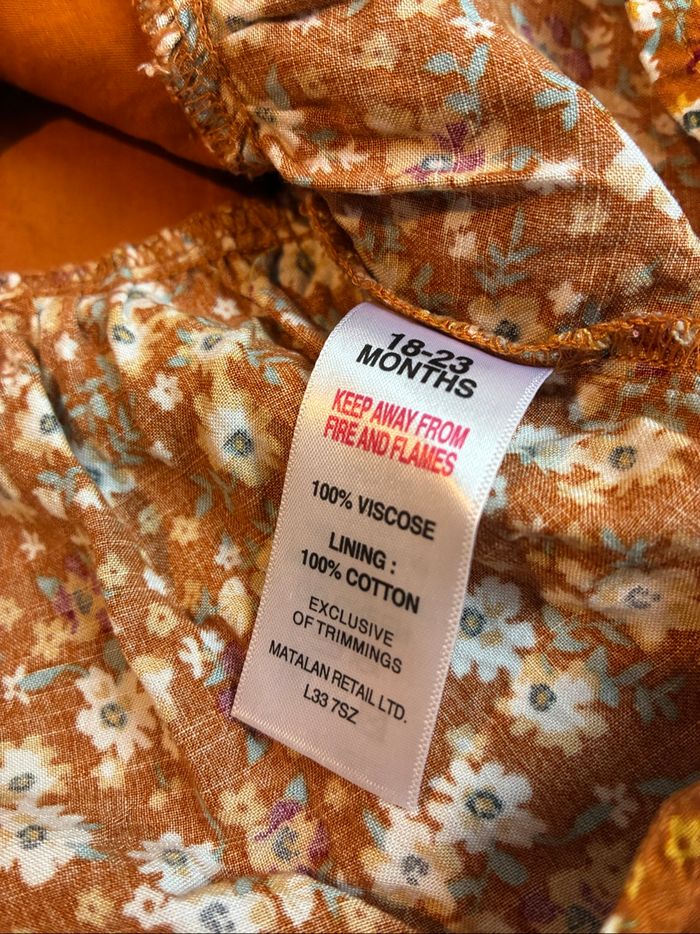 18-23
MONTHS
KEEP AWAY FROM
FIRE AND FLAMES
100% VISCOSE
LINING :
100% COTTON
EXCLUSIVE
OF TRIMMINGS
MATALAN RETAIL LTD.
L33 7SZ